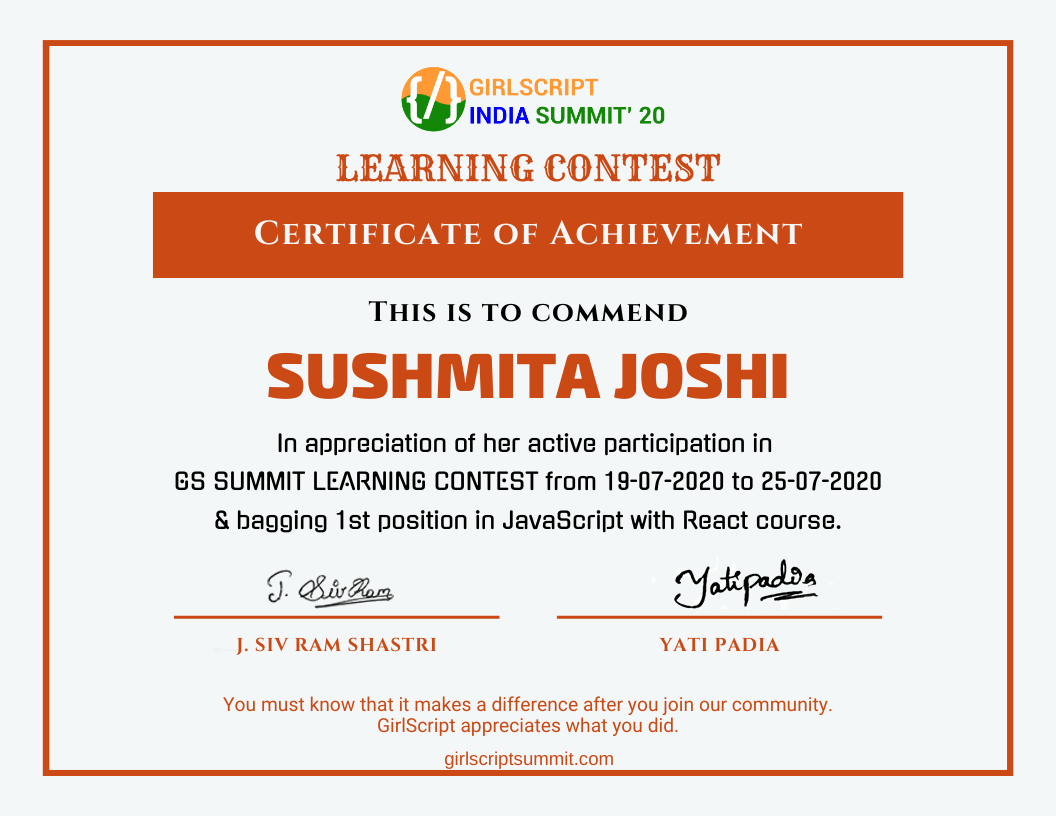 {/} GIRLSCRIPT
INDIA SUMMIT' 20
LEARNING CONTEST
CERTIFICATE OF ACHIEVEMENT
THIS IS TO COMMEND
SUSHMITA JOSHI
In appreciation of her active participation in
GS SUMMIT LEARNING CONTEST from 19-07-2020 to 25-07-2020
& bagging 1st position in JavaScript with React course.
J. SivRam Yatipadia
J. SIV RAM SHASTRI YATI PADIA
You must know that it makes a difference after you join our community.
GirlScript appreciates what you did.
girlscriptsummit.com